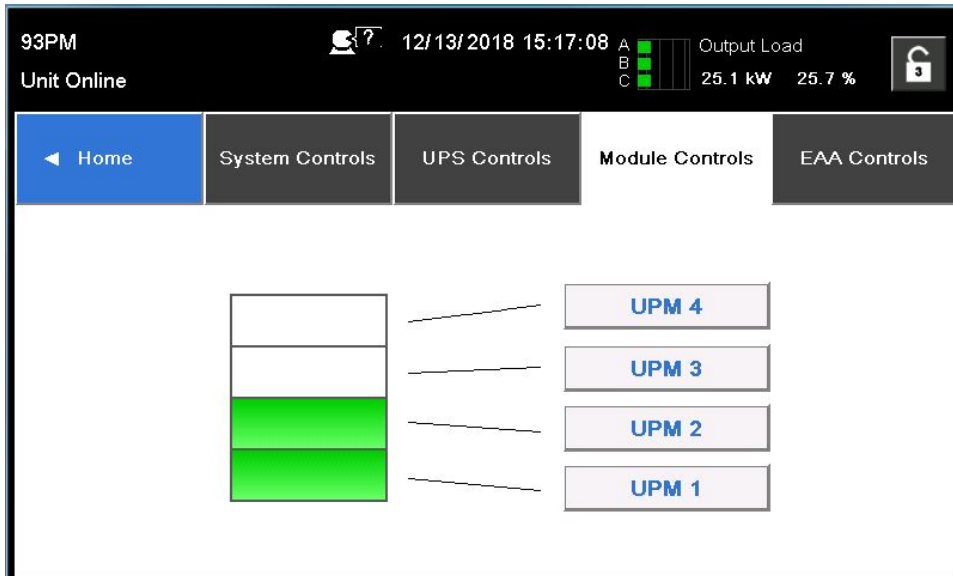 93PM
? 12/13/2018 15:17:08
Unit Online
A
B
C
Output Load
25.1 kW 25.7 %
3
◄ Home
System Controls
UPS Controls
Module Controls
EAA Controls
UPM 4
UPM 3
UPM 2
UPM 1